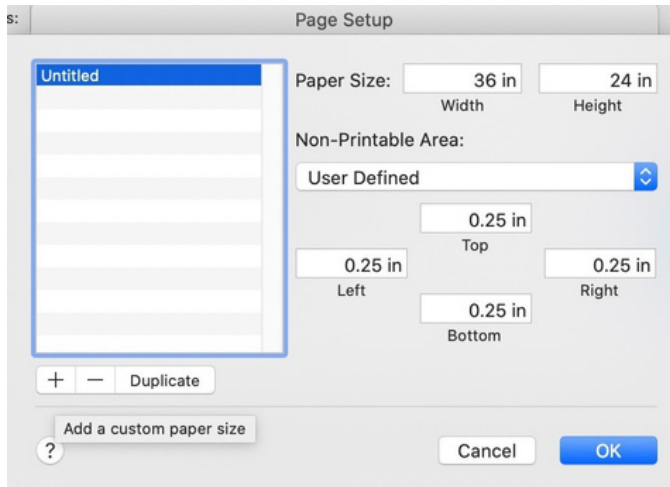 s:
Page Setup
Untitled
Paper Size: 36 in 24 in
Width Height
Non-Printable Area:
User Defined
0.25 in
Top
0.25 in 0.25 in
Left Right
0.25 in
Bottom
+ − Duplicate
Add a custom paper size
?
Cancel OK